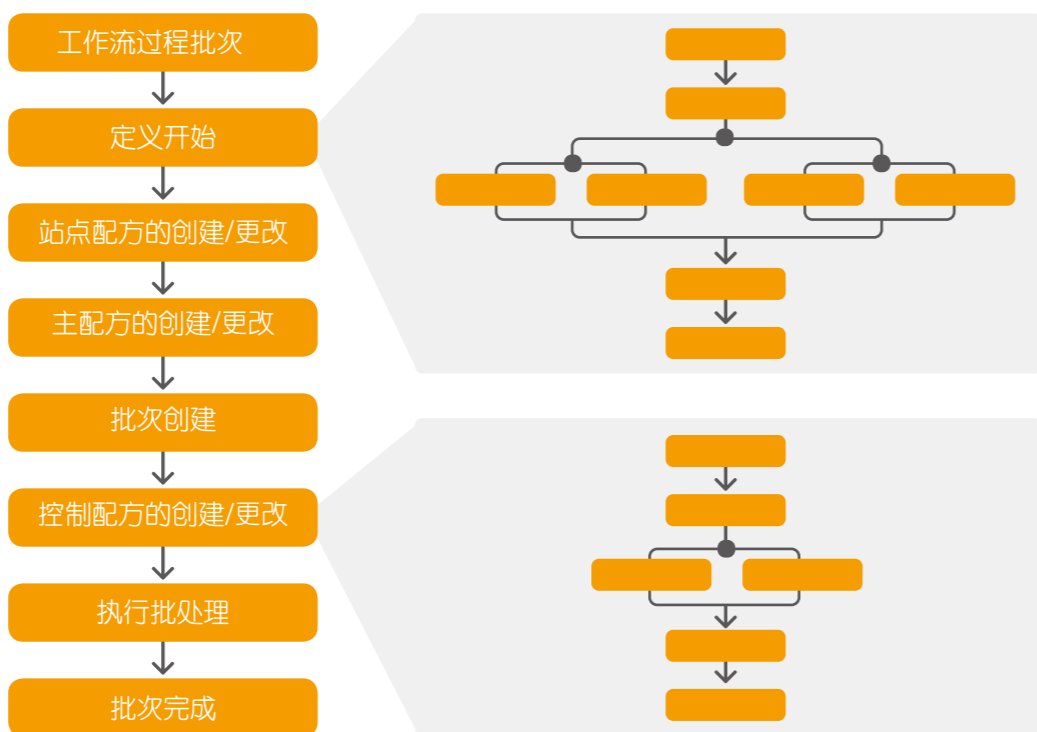 工作流过程批次
定义开始
站点配方的创建/更改
主配方的创建/更改
批次创建
控制配方的创建/更改
执行批处理
批次完成